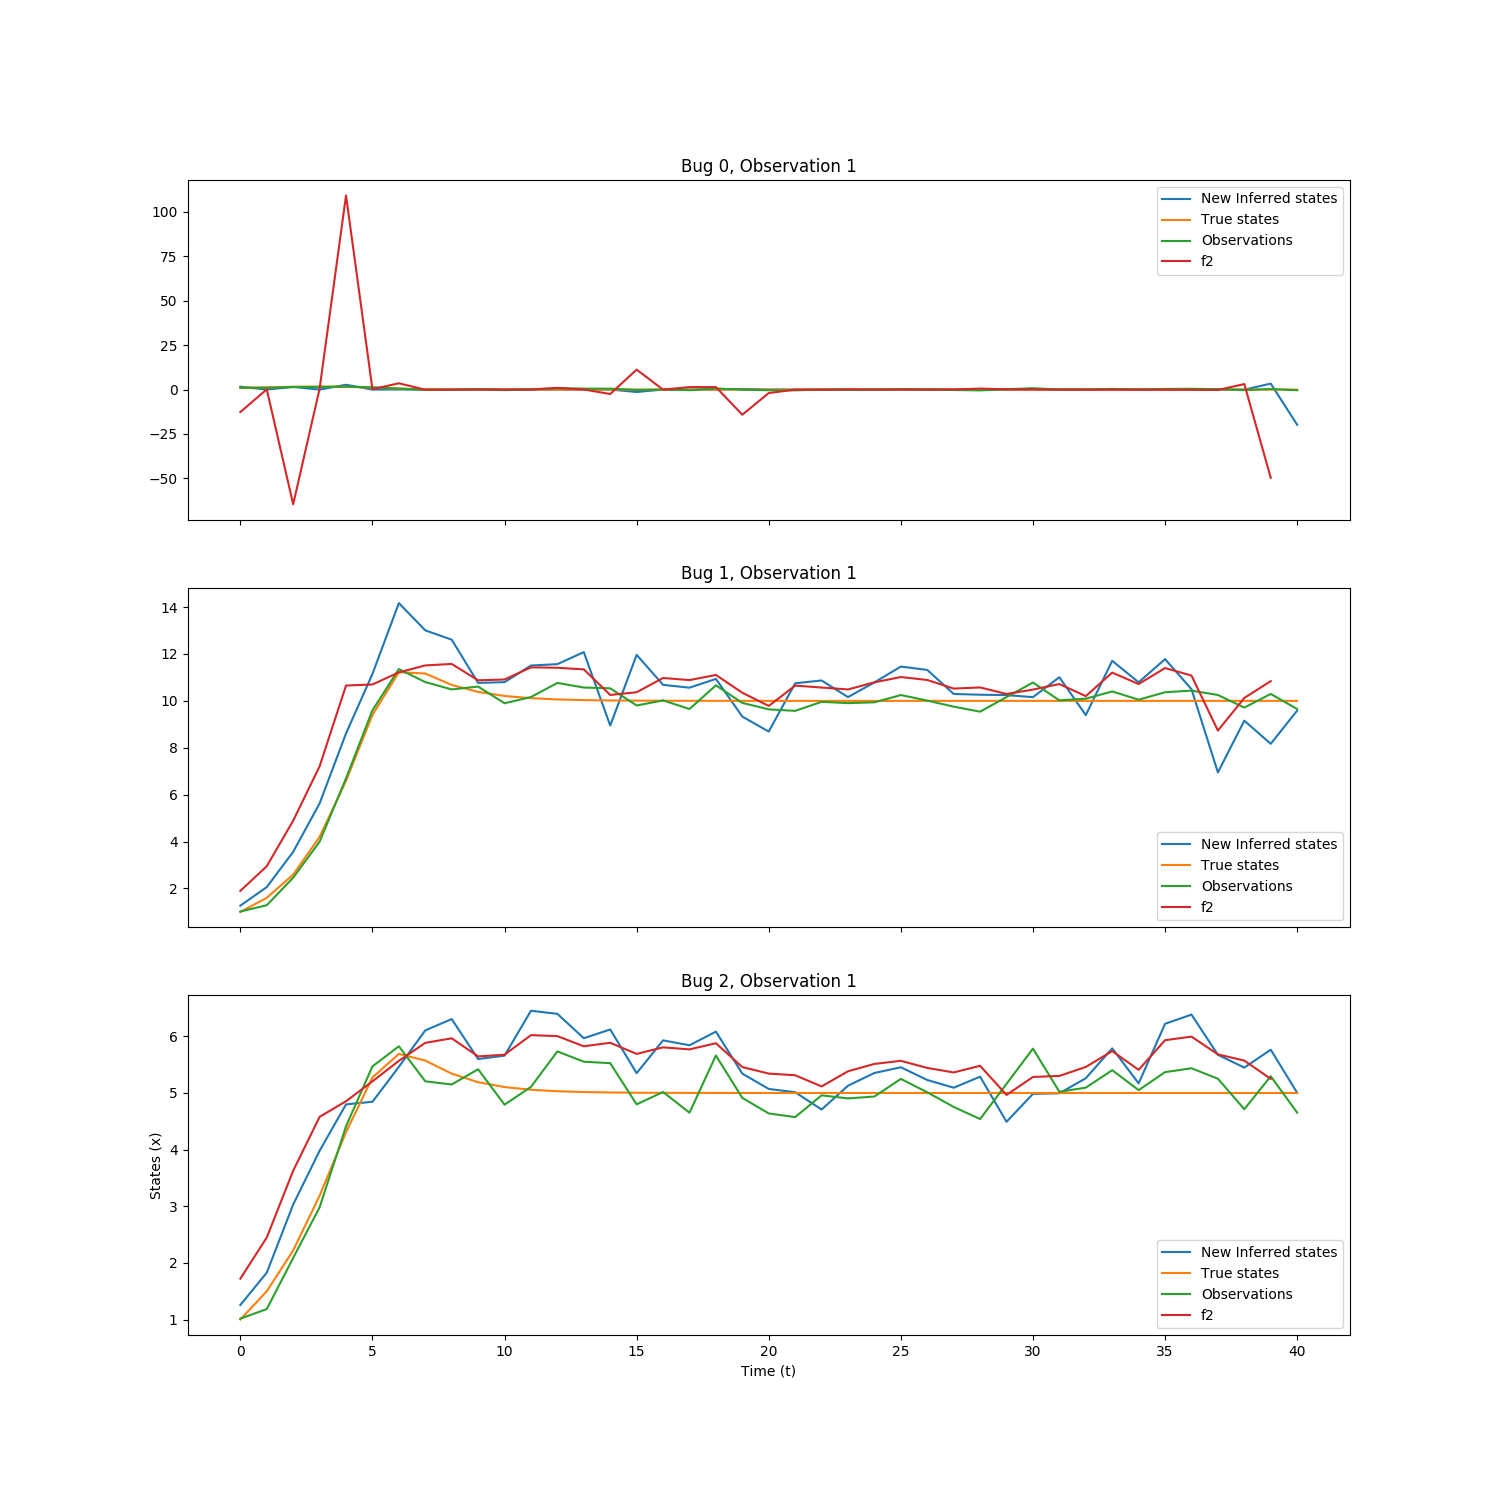 Bug 0, Observation 1
100
75
50
25
0
−25
−50
New Inferred states
True states
Observations
f2
Bug 1, Observation 1
14
12
10
8
6
4
2
New Inferred states
True states
Observations
f2
Bug 2, Observation 1
States (x)
6
5
4
3
2
1
New Inferred states
True states
Observations
f2
0 5 10 15 20 25 30 35 40
Time (t)